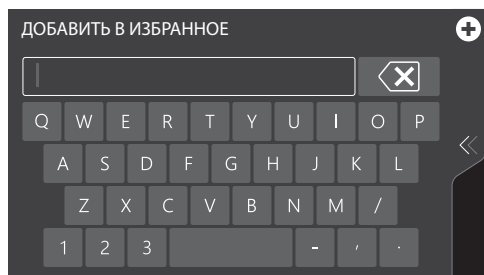 ДОБАВИТЬ В ИЗБРАННОЕ
Q W E R T Y U I O P
A S D F G H J K L
Z X C V B N M /
1 2 3 - , .